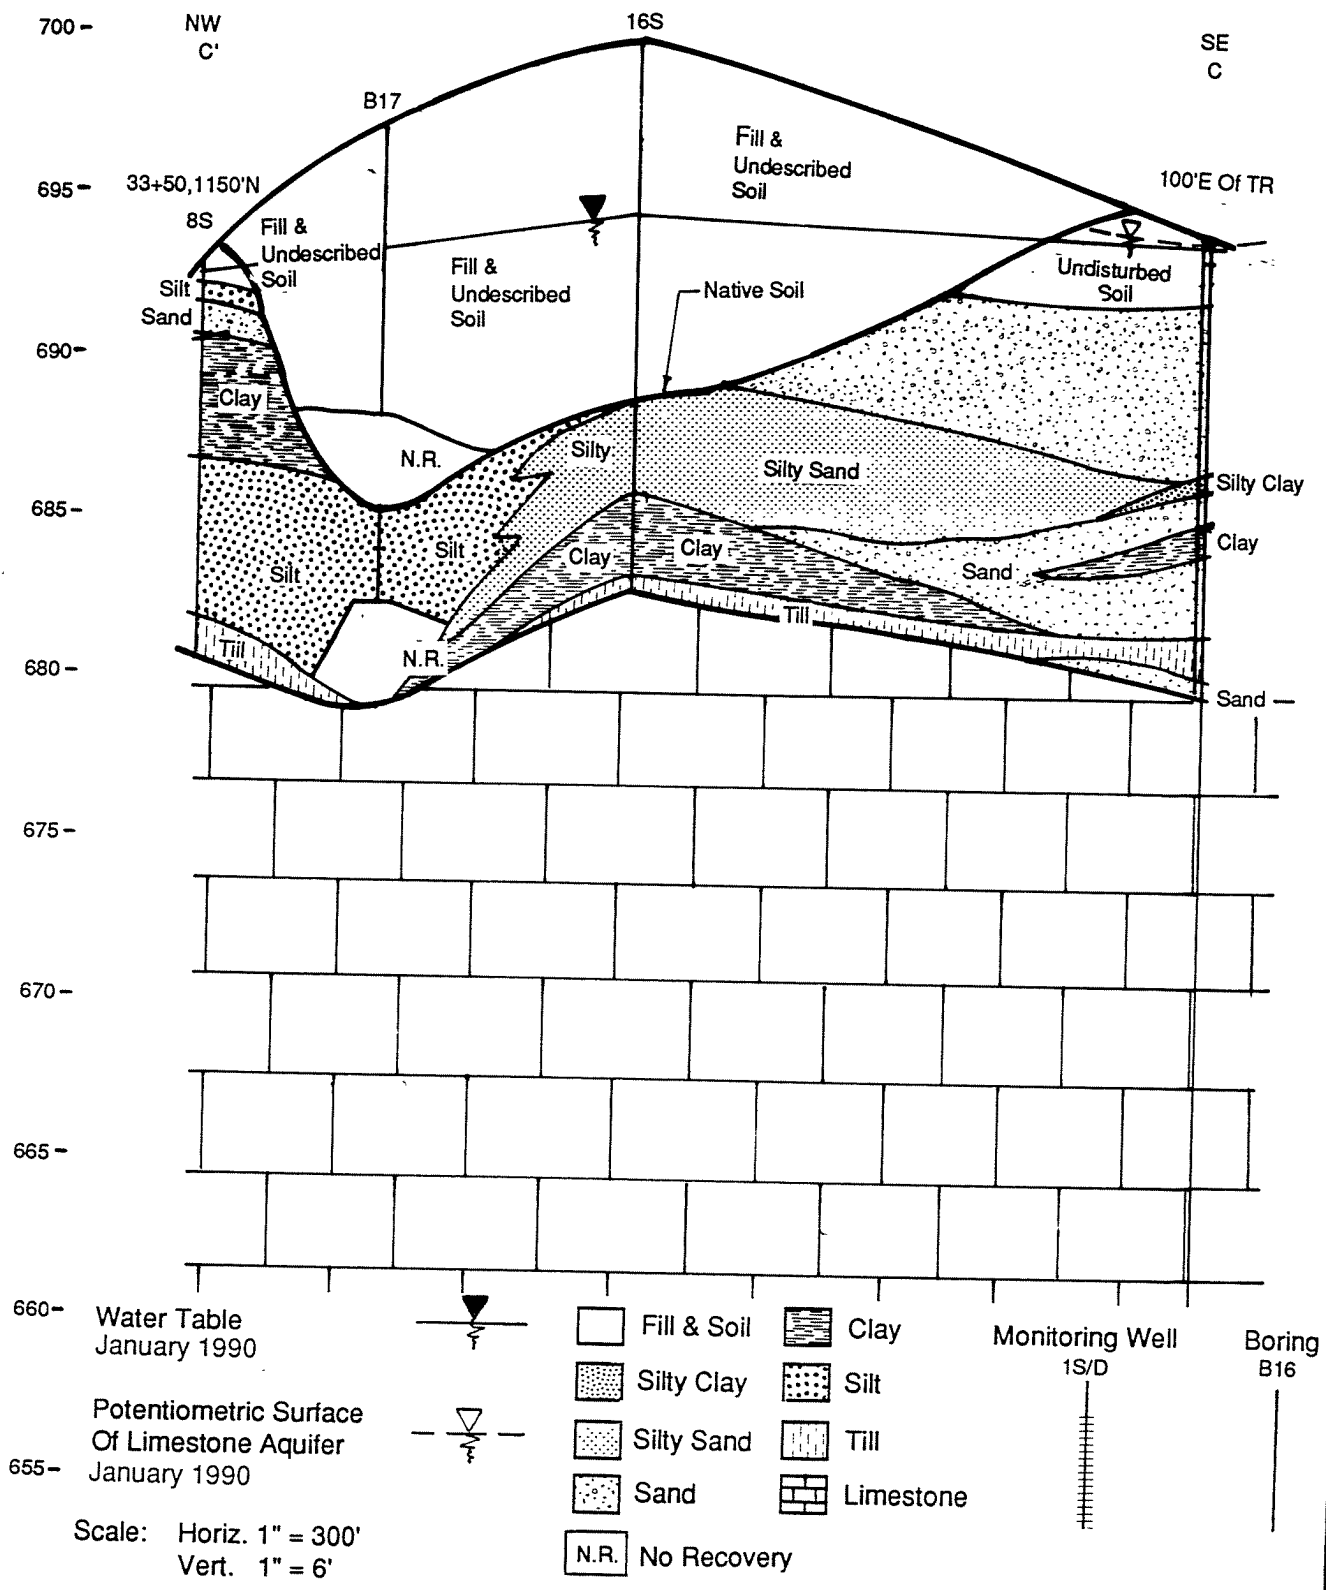 700
NW
C'
16S
SE
C
B17
695
33+50,1150'N
8S
Fill &
Undescribed
Soil
Fill &
Undescribed
Soil
Fill &
Undescribed
Soil
100'E Of TR
Undisturbed
Soil
Silt
Sand
Native Soil
690
Clay
N.R.
Silty
Silty Sand
Silty Clay
685
Silt
Silt
Clay
Clay
Sand
Clay
Till
Till
680
N.R.
Sand
675
670
665
660
655
Water Table
January 1990
Potentiometric Surface
Of Limestone Aquifer
January 1990
Scale: Horiz. 1" = 300'
Vert. 1" = 6'
Fill & Soil
Silty Clay
Silty Sand
Sand
N.R. No Recovery
Clay
Silt
Till
Limestone
Monitoring Well
1S/D
Boring
B16